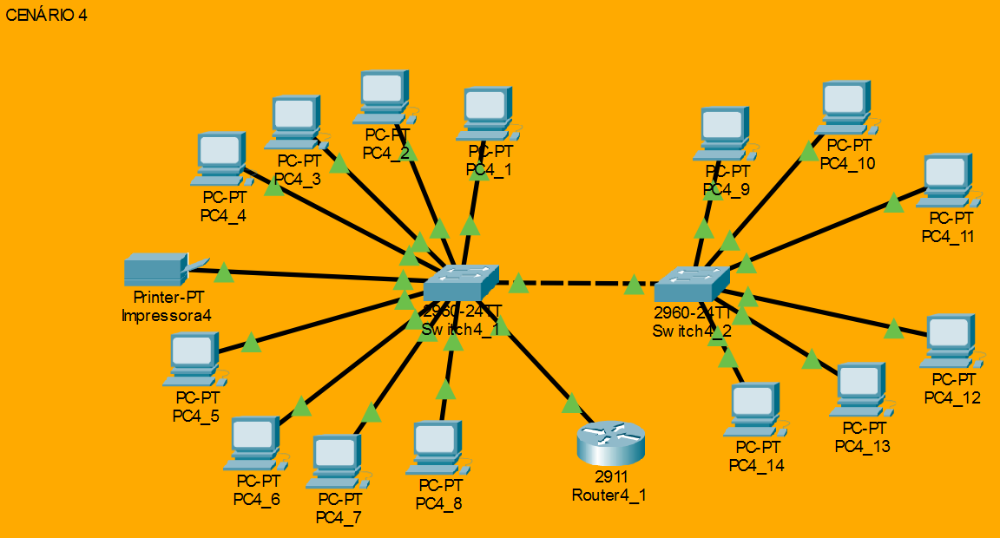 CENÁRIO 4
PC-PT
PC4_4
PC-PT
PC4_3
PC-PT
PC4_2
PC-PT
PC4_1
PC-PT
PC4_9
PC-PT
PC4_10
PC-PT
PC4_11
Printer-PT
Impressora4
2960-24TT
Switch4_1
2960-24TT
Switch4_2
PC-PT
PC4_5
PC-PT
PC4_6
PC-PT
PC4_7
PC-PT
PC4_8
2911
Router4_1
PC-PT
PC4_14
PC-PT
PC4_13
PC-PT
PC4_12